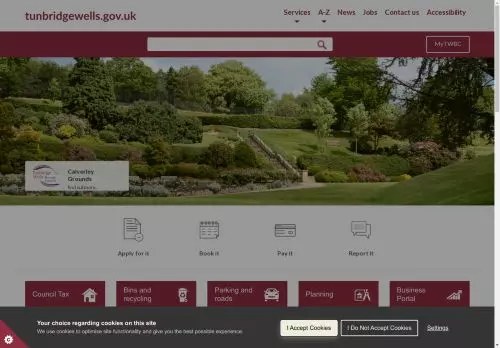 tunbridgewells.gov.uk
Services A-Z News Jobs Contact us Accessibility
MyTWBC
Calverley
Grounds
find out more
Apply for it Book it Pay it Report it
Council Tax
Bins and
recycling
Parking and
roads
Planning
Business
Portal
Your choice regarding cookies on this site
We use cookies to optimise site functionality and give you the best possible experience.
I Accept Cookies
I Do Not Accept Cookies
Settings